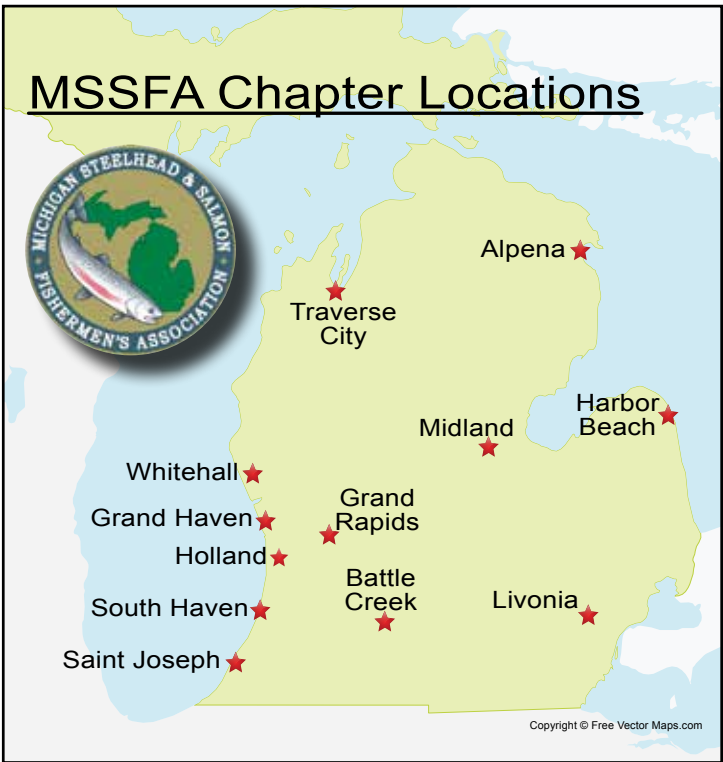 MSSFA Chapter Locations
MICHIGAN STEELHEAD & SALMON
FISHERMEN'S ASSOCIATION
Alpena
Traverse
City
Harbor
Beach
Midland
Whitehall
Grand
Rapids
Grand Haven
Holland
Battle
Creek
South Haven
Livonia
Saint Joseph
Copyright © Free Vector Maps.com